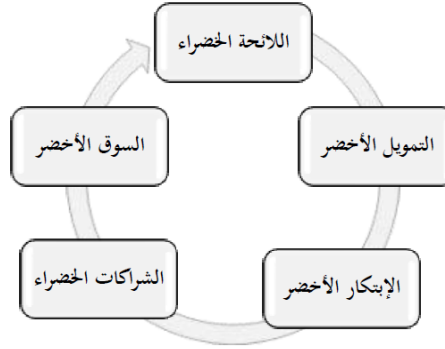 اللائحة الخضراء
التمويل الأخضر
الإبتكار الأخضر
الشراكات الخضراء
السوق الأخضر